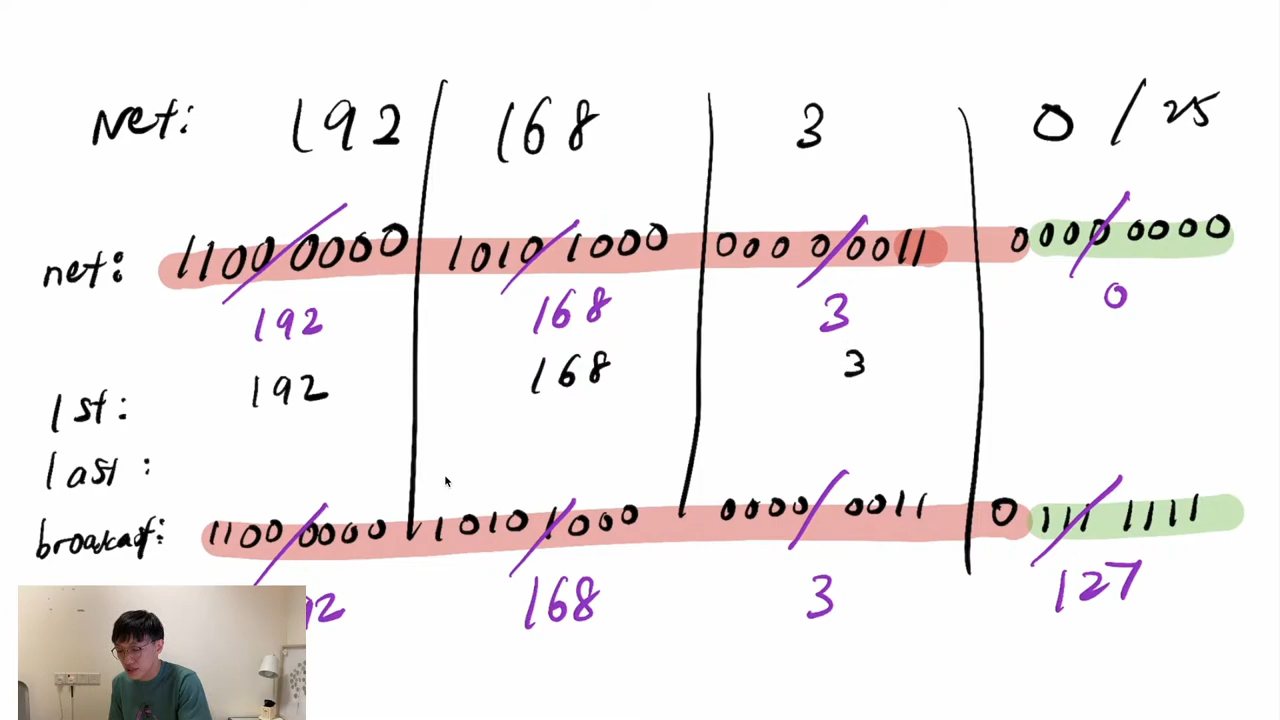 Net: 192 168 3 0 / 25
net: 1100 0000 1010 1000 0000 0011 0000 0000
192 168 3 0
192 168 3
1st:
last:
broadcast: 1100 0000 1010 1000 0000 0011 0111 1111
92 168 3 127